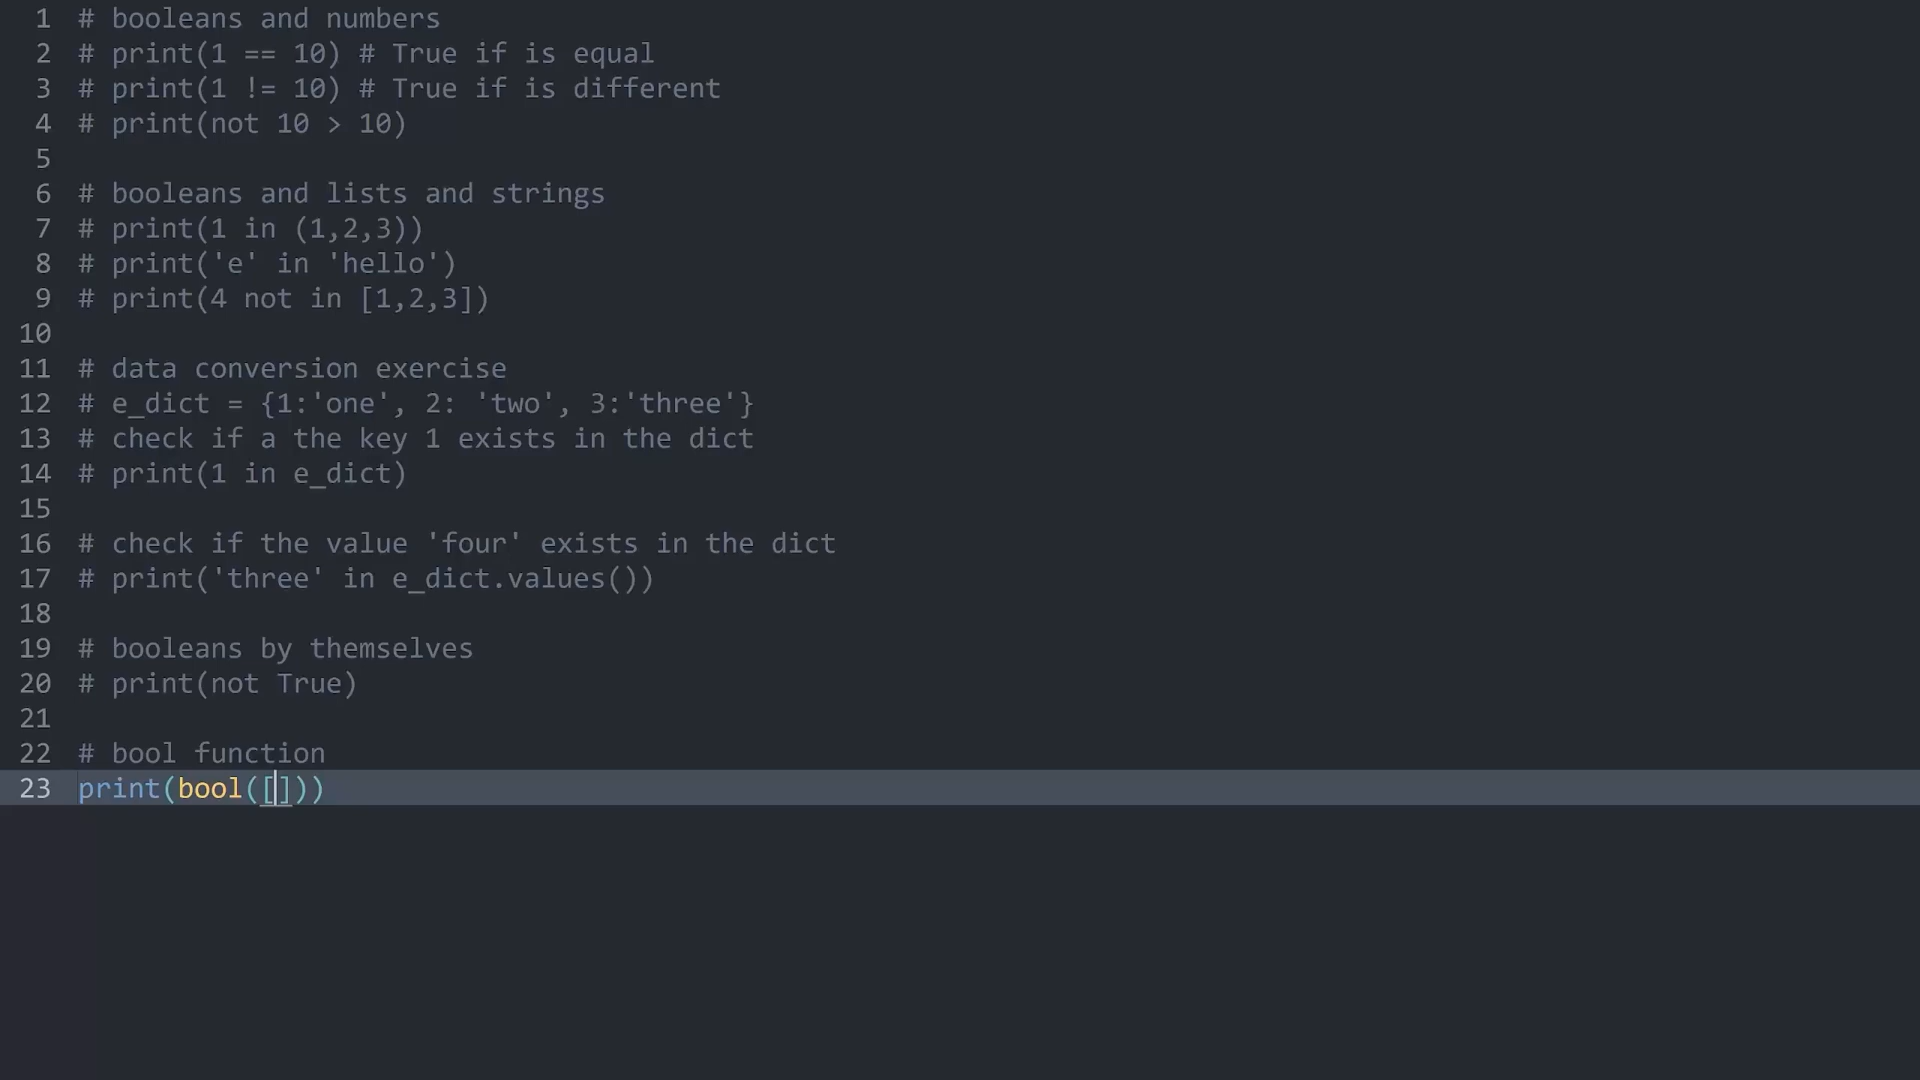 1 # booleans and numbers
2 # print(1 == 10) # True if is equal
3 # print(1 != 10) # True if is different
4 # print(not 10 > 10)
5
6 # booleans and lists and strings
7 # print(1 in (1,2,3))
8 # print('e' in 'hello')
9 # print(4 not in [1,2,3])
10
11 # data conversion exercise
12 # e_dict = {1:'one', 2: 'two', 3:'three'}
13 # check if a the key 1 exists in the dict
14 # print(1 in e_dict)
15
16 # check if the value 'four' exists in the dict
17 # print('three' in e_dict.values())
18
19 # booleans by themselves
20 # print(not True)
21
22 # bool function
23 print(bool([]))